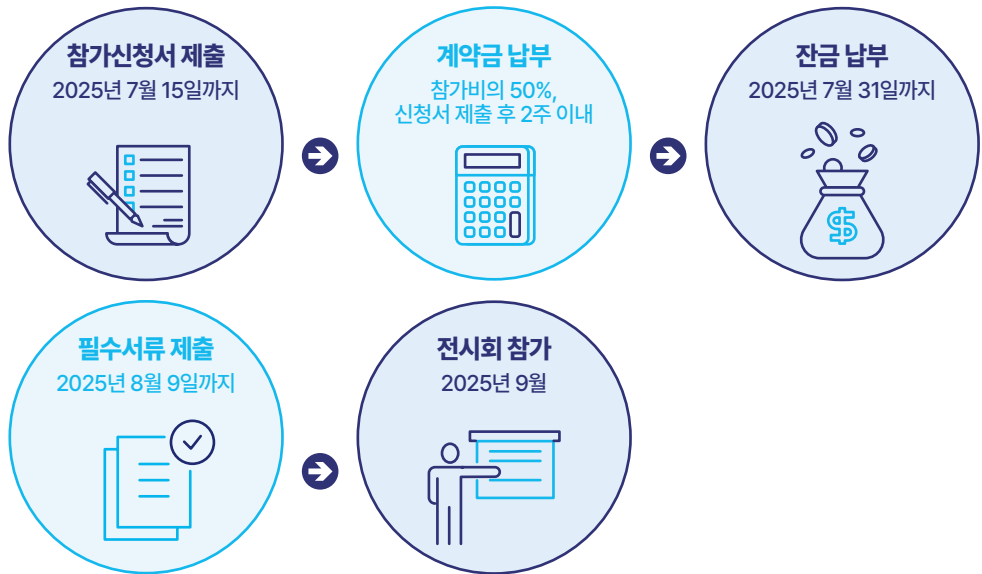 참가신청서 제출
2025년 7월 15일까지
계약금 납부
참가비의 50%,
신청서 제출 후 2주 이내
잔금 납부
2025년 7월 31일까지
$
필수서류 제출
2025년 8월 9일까지
전시회 참가
2025년 9월